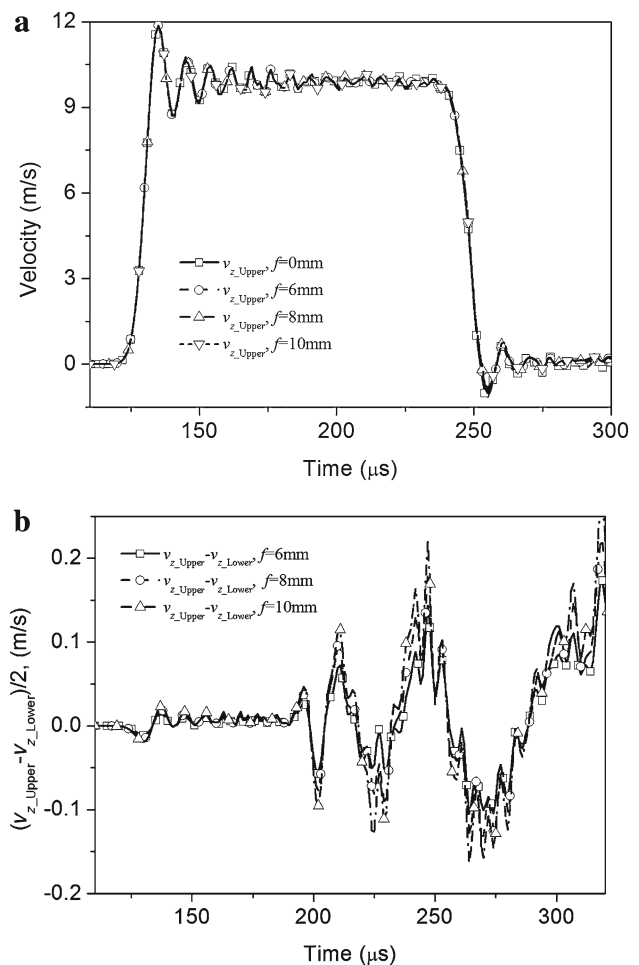 a
12
9
6
3
0
Velocity (m/s)
v_z_Upper, f=0mm
v_z_Upper, f=6mm
v_z_Upper, f=8mm
v_z_Upper, f=10mm
150 200 250 300
Time (μs)
b
0.2
0.1
0.0
-0.1
-0.2
(v_z_Upper-v_z_Lower)/2, (m/s)
v_z_Upper-v_z_Lower, f=6mm
v_z_Upper-v_z_Lower, f=8mm
v_z_Upper-v_z_Lower, f=10mm
150 200 250 300
Time (μs)